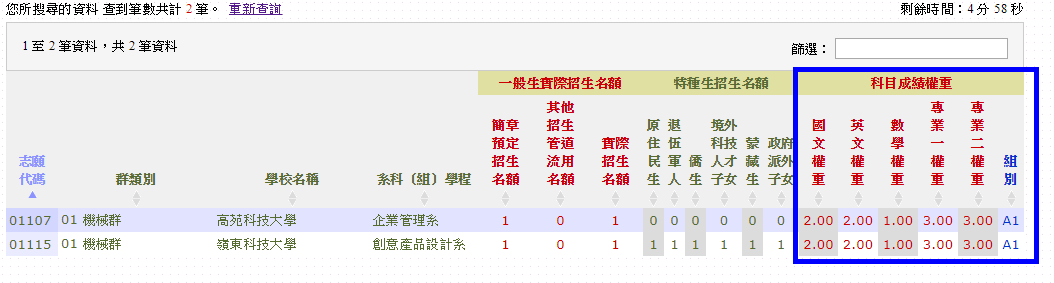 您所搜尋的資料 查到筆數共計 2 筆。 重新查詢 剩餘時間：4 分 58 秒
1 至 2 筆資料，共 2 筆資料 篩選：
一般生實際招生名額 特種生招生名額 科目成績權重
志願代碼 群類別 學校名稱 系科（組）學程 簡章預定招生名額 其他招生管道流用名額 實際招生名額 原住民生 退伍軍人 僑生 境外科技人才子女 蒙藏生 政府派外子女 國文權重 英文權重 數學權重 專業一權重 專業二權重 組別
01107 01 機械群 高苑科技大學 企業管理系 1 0 1 0 0 0 0 0 0 2.00 2.00 1.00 3.00 3.00 A1
01115 01 機械群 嶺東科技大學 創意產品設計系 1 0 1 1 1 1 1 1 1 2.00 2.00 1.00 3.00 3.00 A1